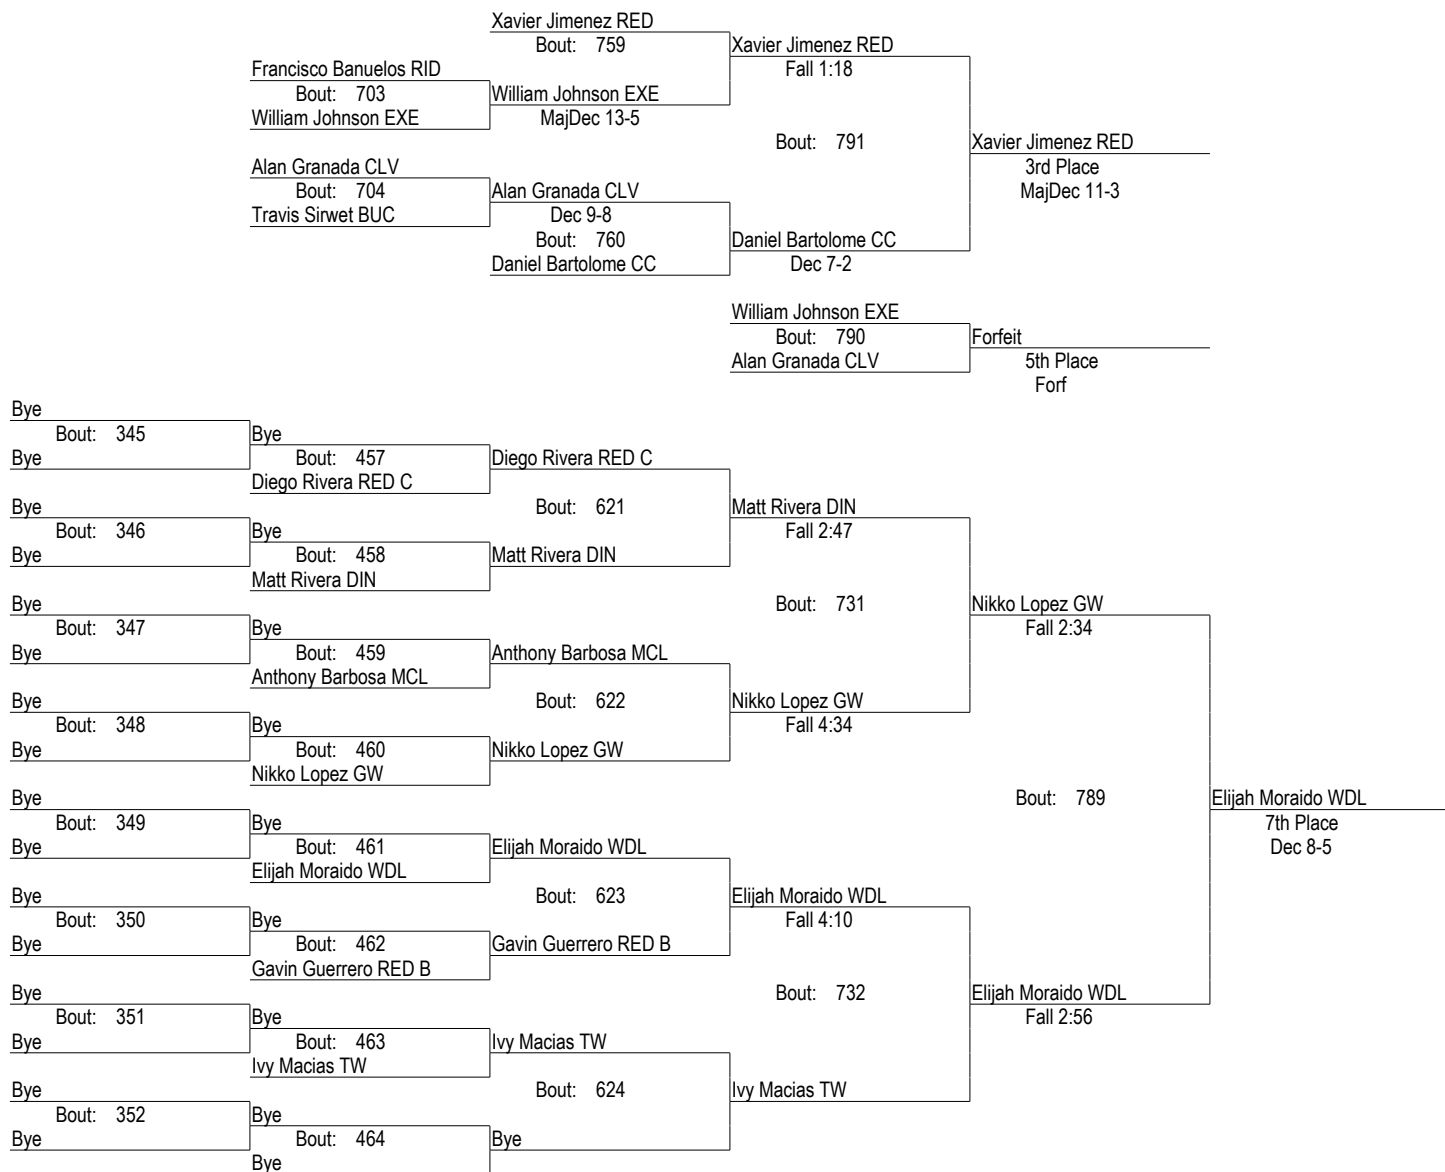 Xavier Jimenez RED
Bout: 759
Xavier Jimenez RED
Francisco Banuelos RID
Fall 1:18
Bout: 703
William Johnson EXE
William Johnson EXE
MajDec 13-5
Bout: 791
Xavier Jimenez RED
Alan Granada CLV
3rd Place
Bout: 704
Alan Granada CLV
MajDec 11-3
Travis Sirwet BUC
Dec 9-8
Bout: 760
Daniel Bartolome CC
Daniel Bartolome CC
Dec 7-2
William Johnson EXE
Bout: 790
Forfeit
Alan Granada CLV
5th Place
Forf
Bye
Bout: 345
Bye
Bye
Bout: 457
Diego Rivera RED C
Diego Rivera RED C
Bye
Bout: 621
Matt Rivera DIN
Bout: 346
Bye
Fall 2:47
Bye
Bout: 458
Matt Rivera DIN
Matt Rivera DIN
Bye
Bout: 731
Nikko Lopez GW
Bout: 347
Bye
Fall 2:34
Bye
Bout: 459
Anthony Barbosa MCL
Anthony Barbosa MCL
Bye
Bout: 622
Nikko Lopez GW
Bout: 348
Bye
Fall 4:34
Bye
Bout: 460
Nikko Lopez GW
Nikko Lopez GW
Bye
Bout: 789
Elijah Moraido WDL
Bout: 349
Bye
7th Place
Bye
Bout: 461
Elijah Moraido WDL
Dec 8-5
Elijah Moraido WDL
Bye
Bout: 623
Elijah Moraido WDL
Bout: 350
Bye
Fall 4:10
Bye
Bout: 462
Gavin Guerrero RED B
Gavin Guerrero RED B
Bye
Bout: 732
Elijah Moraido WDL
Bout: 351
Bye
Fall 2:56
Bye
Bout: 463
Ivy Macias TW
Ivy Macias TW
Bye
Bout: 624
Ivy Macias TW
Bout: 352
Bye
Bye
Bout: 464
Bye
Bye